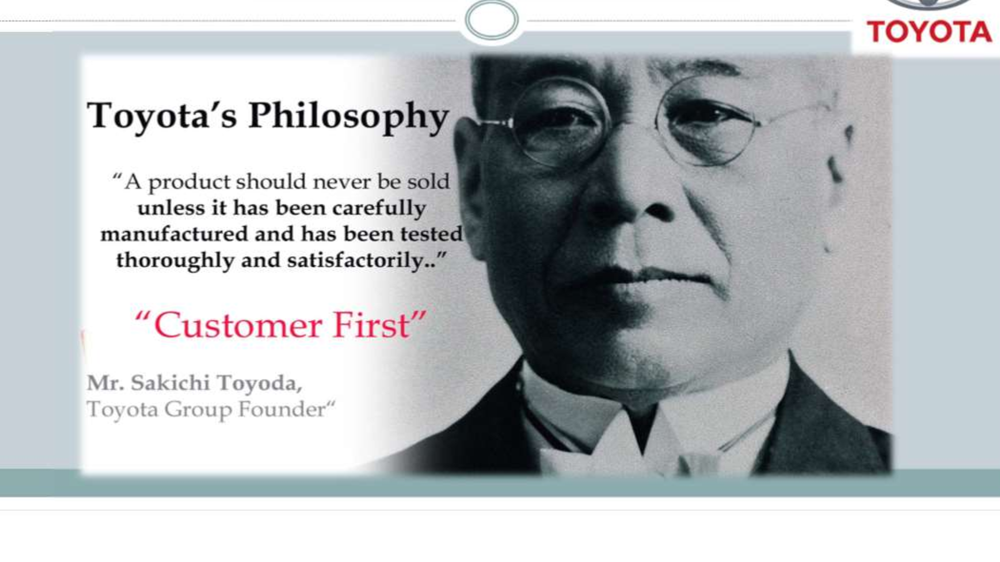 TOYOTA
Toyota’s Philosophy
“A product should never be sold
unless it has been carefully
manufactured and has been tested
thoroughly and satisfactorily..”
“Customer First”
Mr. Sakichi Toyoda,
Toyota Group Founder“